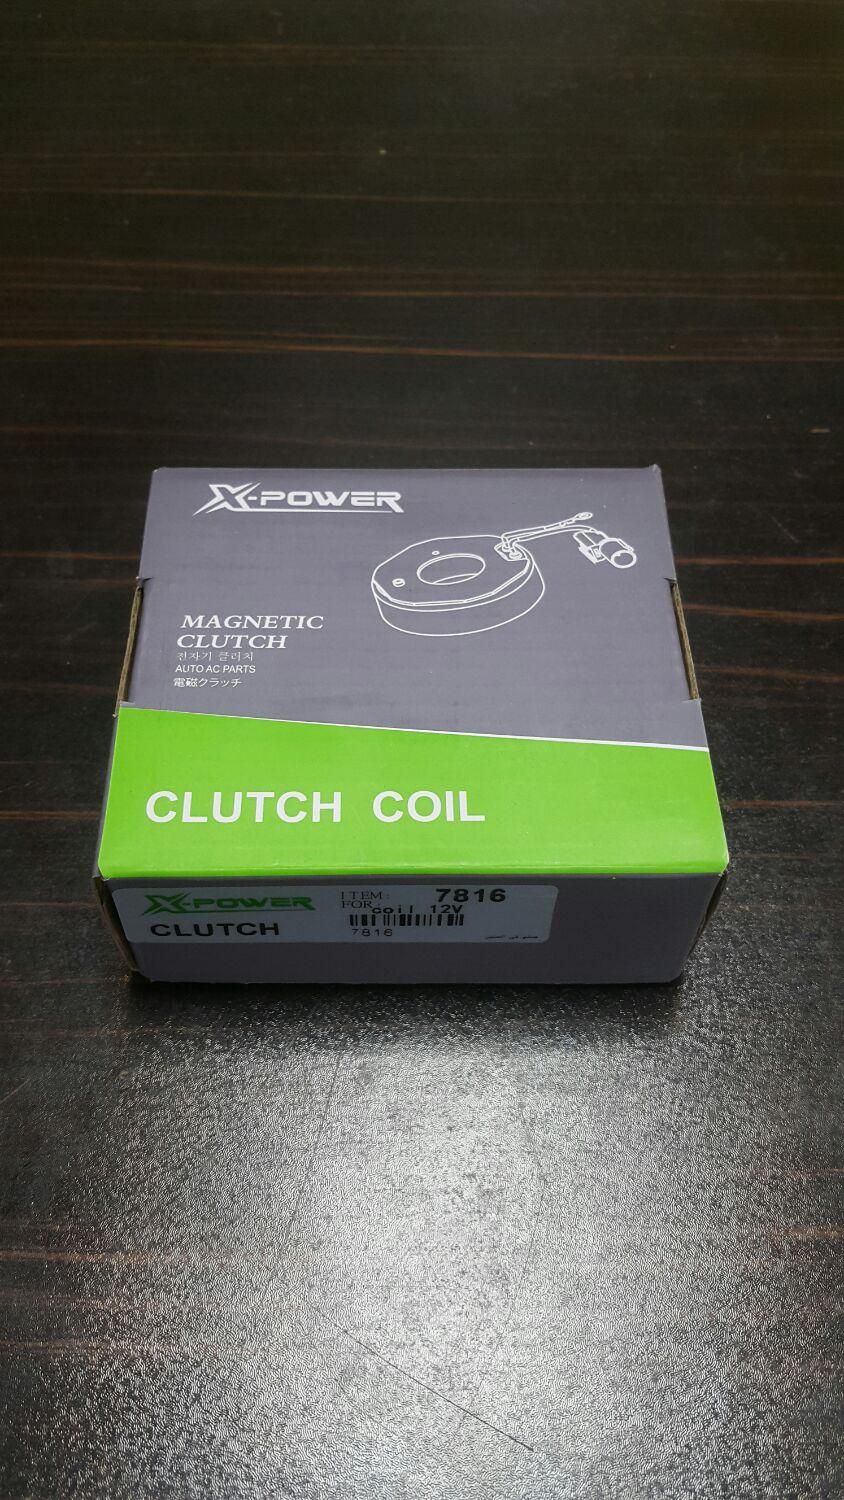 X-POWER
MAGNETIC
CLUTCH
전자기 클러치
AUTO AC PARTS
電磁クラッチ
CLUTCH COIL
X-POWER
CLUTCH
ITEM: 7816
FOR: coil 12V
7816